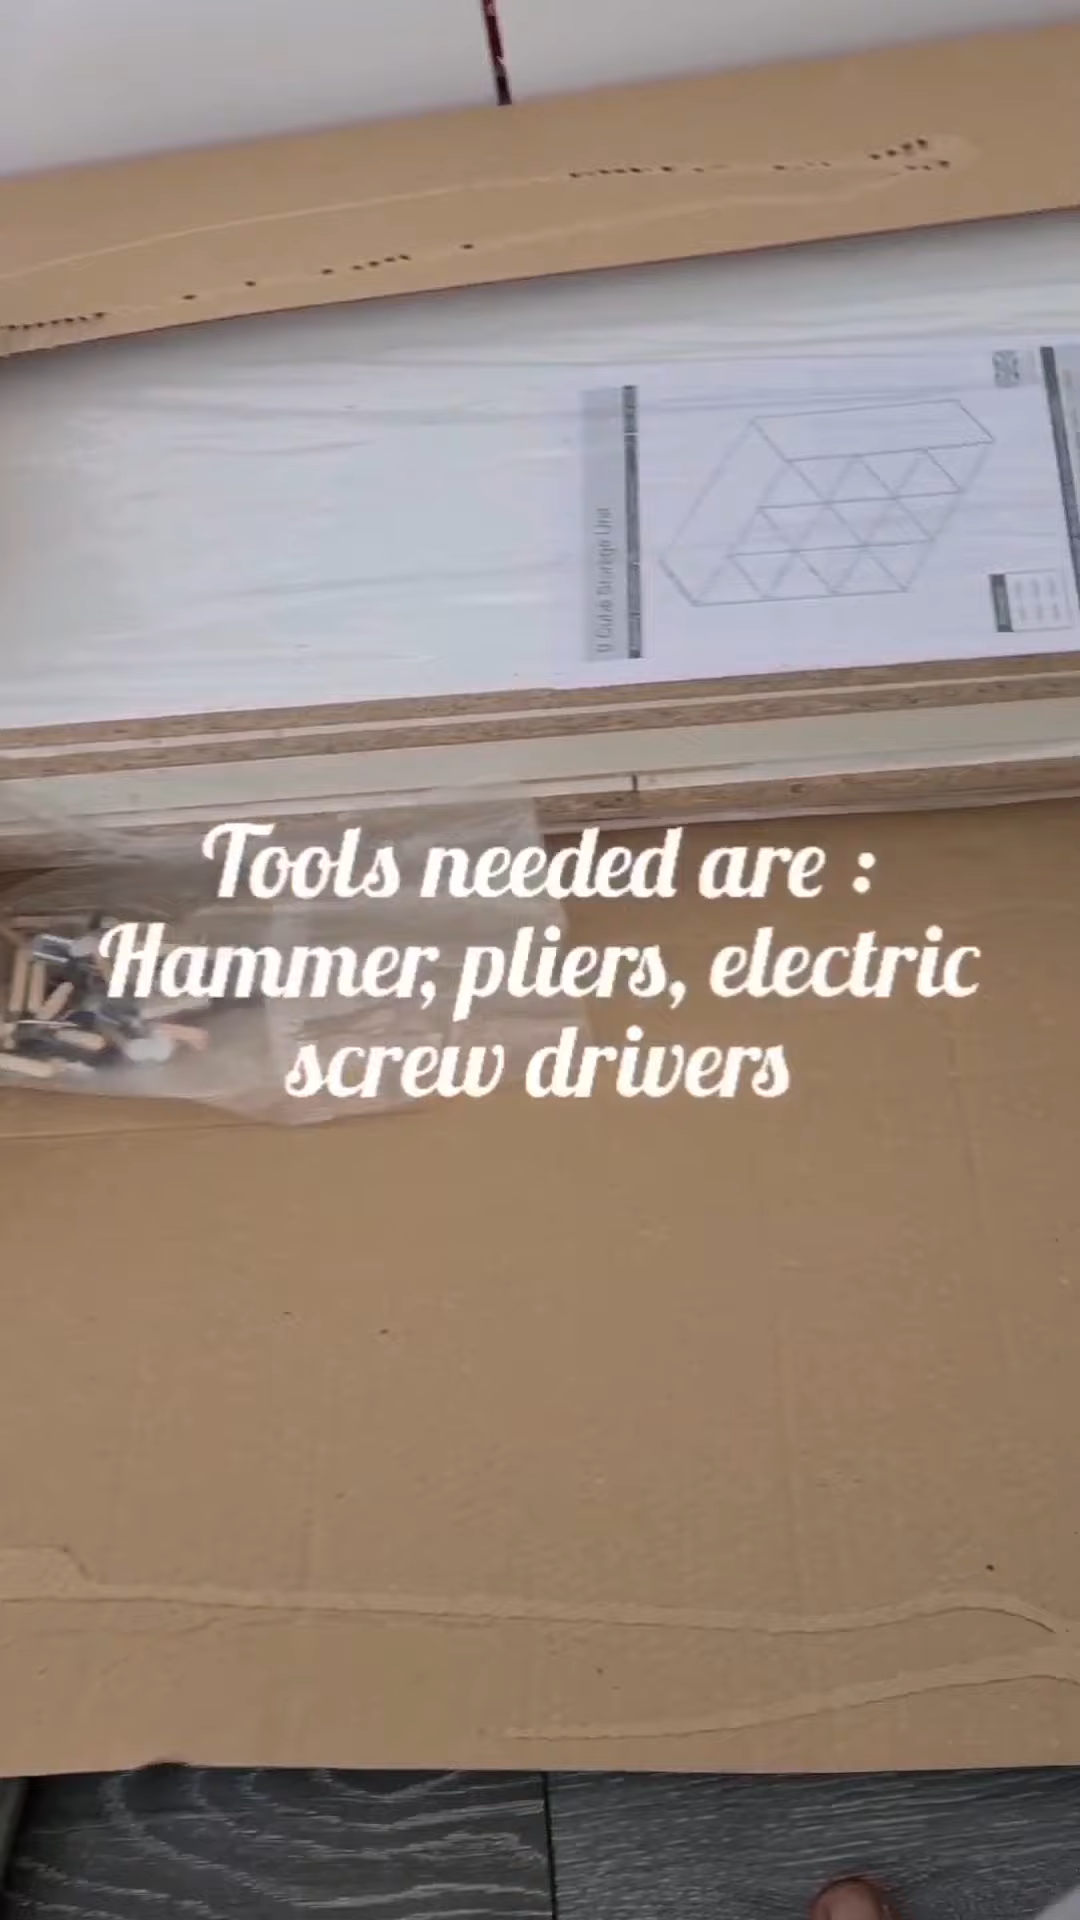 9 Cube Storage Unit
Tools needed are :
Hammer, pliers, electric
screw drivers